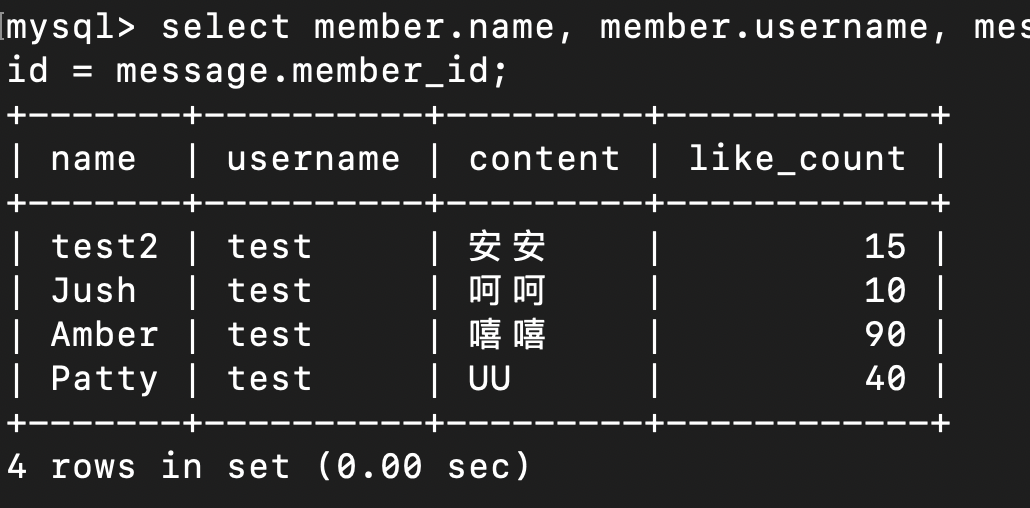 mysql> select member.name, member.username, mes
id = message.member_id;
+-------+----------+---------+------------+
| name  | username | content | like_count |
+-------+----------+---------+------------+
| test2 | test     | 安安    |         15 |
| Jush  | test     | 呵呵    |         10 |
| Amber | test     | 嘻嘻    |         90 |
| Patty | test     | UU      |         40 |
+-------+----------+---------+------------+
4 rows in set (0.00 sec)